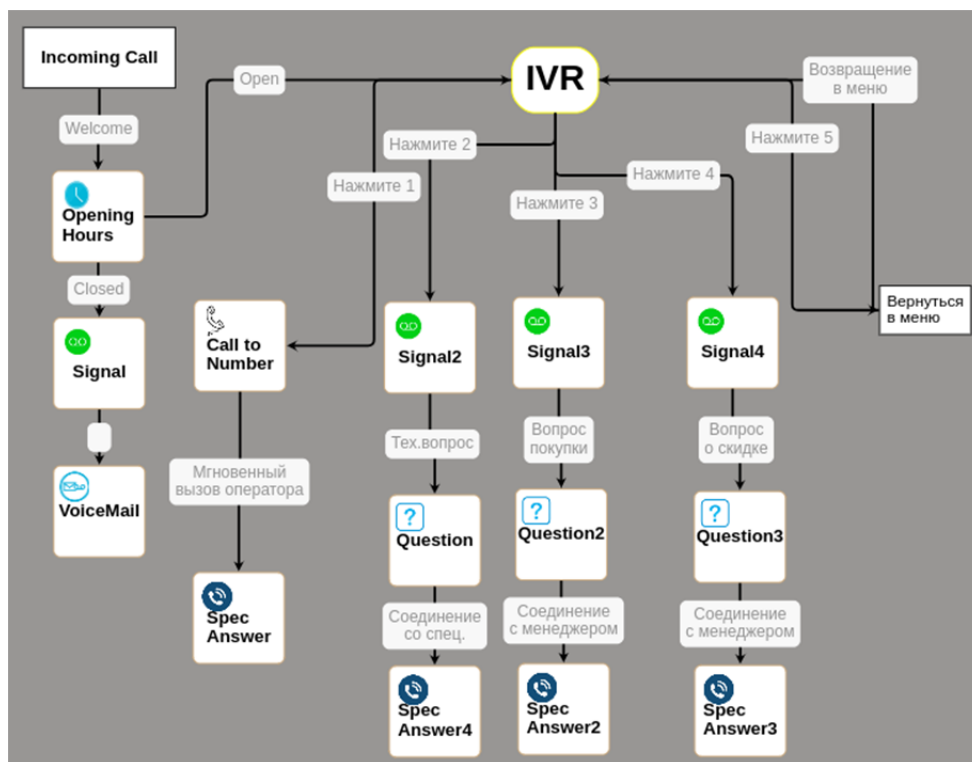 Incoming Call
IVR
Open
Возвращение
в меню
Welcome
Нажмите 5
Нажмите 2
Нажмите 4
Нажмите 1
Нажмите 3
Opening
Hours
Closed
Вернуться
в меню
Signal
Call to
Number
Signal2
Signal3
Signal4
Тех.вопрос
Вопрос
покупки
Вопрос
о скидке
Мгновенный
вызов оператора
VoiceMail
Question
Question2
Question3
Spec
Answer
Соединение
со спец.
Соединение
с менеджером
Соединение
с менеджером
Spec
Answer4
Spec
Answer2
Spec
Answer3